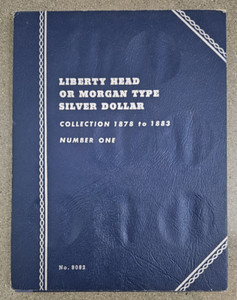 LIBERTY HEAD
OR MORGAN TYPE
SILVER DOLLAR
COLLECTION 1878 to 1883
NUMBER ONE
No. 9082